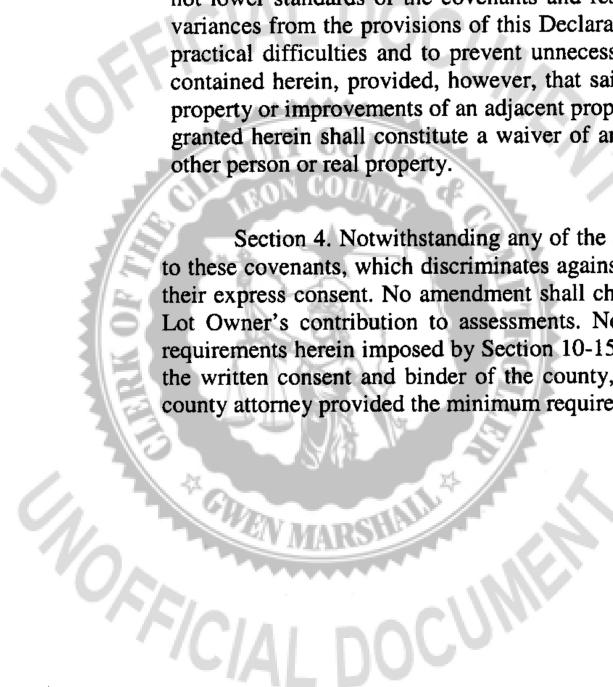 not lower standards of the covenants and res
variances from the provisions of this Declara
practical difficulties and to prevent unnecess
contained herein, provided, however, that sai
property or improvements of an adjacent prop
granted herein shall constitute a waiver of an
other person or real property.
Section 4. Notwithstanding any of the
to these covenants, which discriminates agains
their express consent. No amendment shall ch
Lot Owner's contribution to assessments. No
requirements herein imposed by Section 10-15
the written consent and binder of the county,
county attorney provided the minimum require
UNOFFICIAL DOCUMENT
CLERK OF THE CIRCUIT COURT & COMPTROLLER
LEON COUNTY
GWEN MARSHALL
UNOFFICIAL DOCUMENT